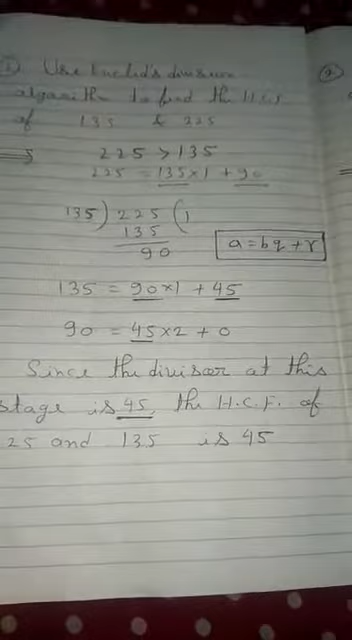 Use Euclid's division
algorithm to find the H.C.F
of 135 & 225
⇒ 225 > 135
225 = 135 × 1 + 90
135 ) 225 ( 1
135
90
a = bq + r
135 = 90 × 1 + 45
90 = 45 × 2 + 0
Since the divisor at this
stage is 45, the H.C.F. of
25 and 135 is 45